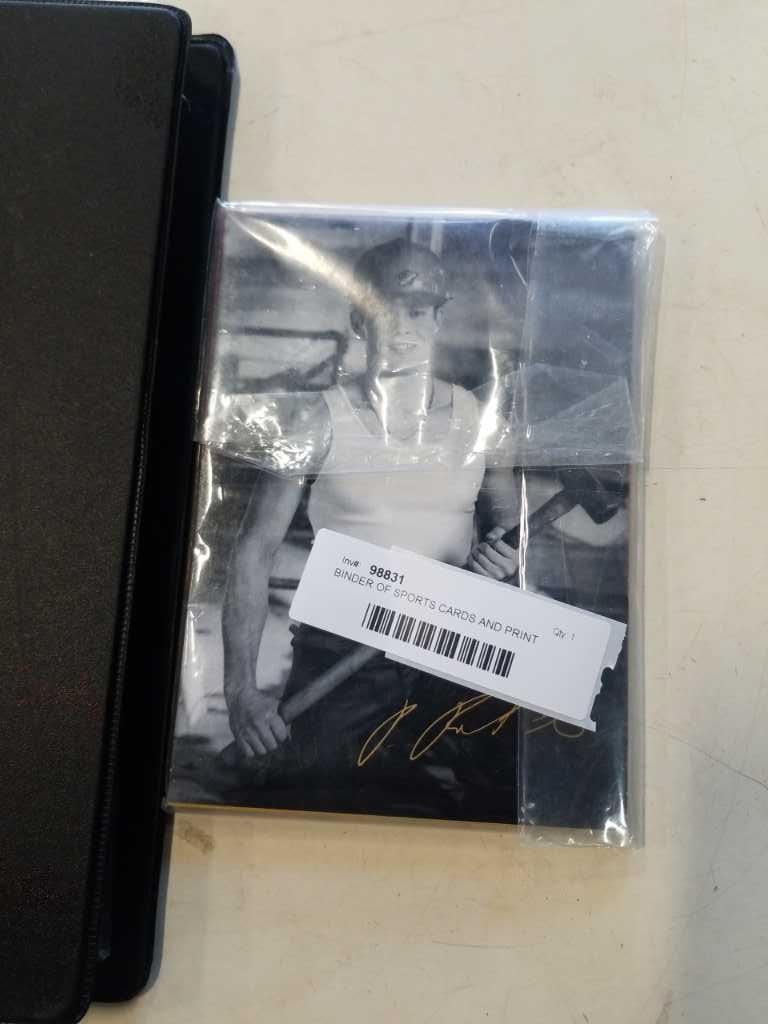 Inv#: 98831
BINDER OF SPORTS CARDS AND PRINT
Qty: 1